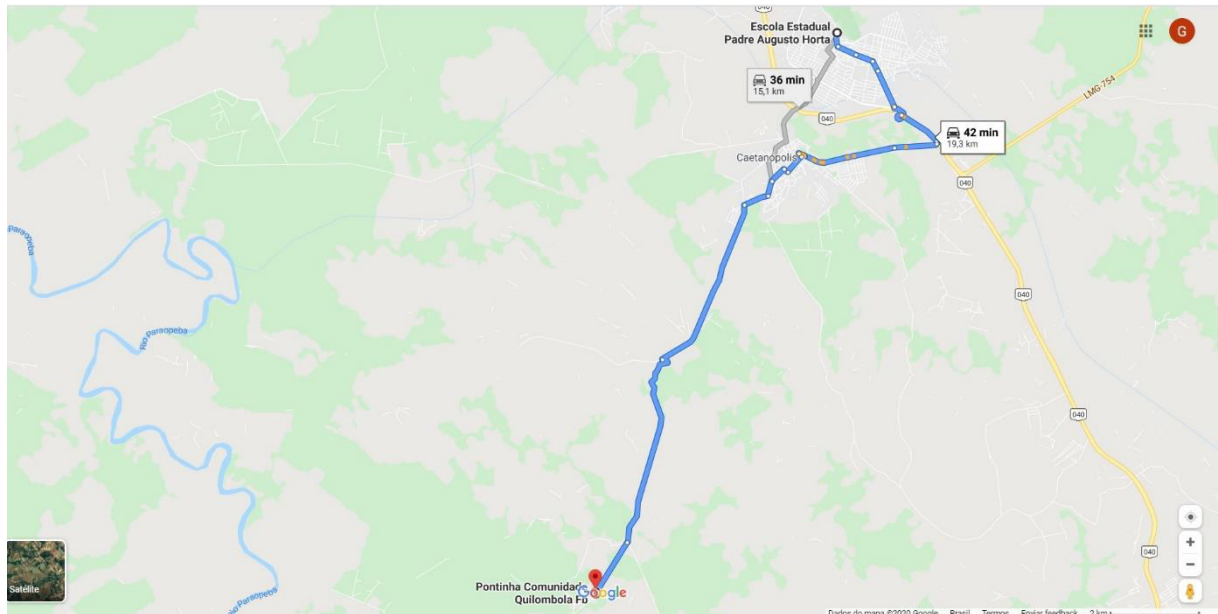 040
Escola Estadual
Padre Augusto Horta
G
36 min
15,1 km
LMG-754
040
42 min
19,3 km
Caetanópolis
040
Rio Paraopeba
040
Rio Paraopeba
040
040
Satélite
Pontinha Comunidade
Quilombola Fu
Google
Rio Paraopeba
Dados do mapa ©2020 Google Brasil Termos Enviar feedback 2 km